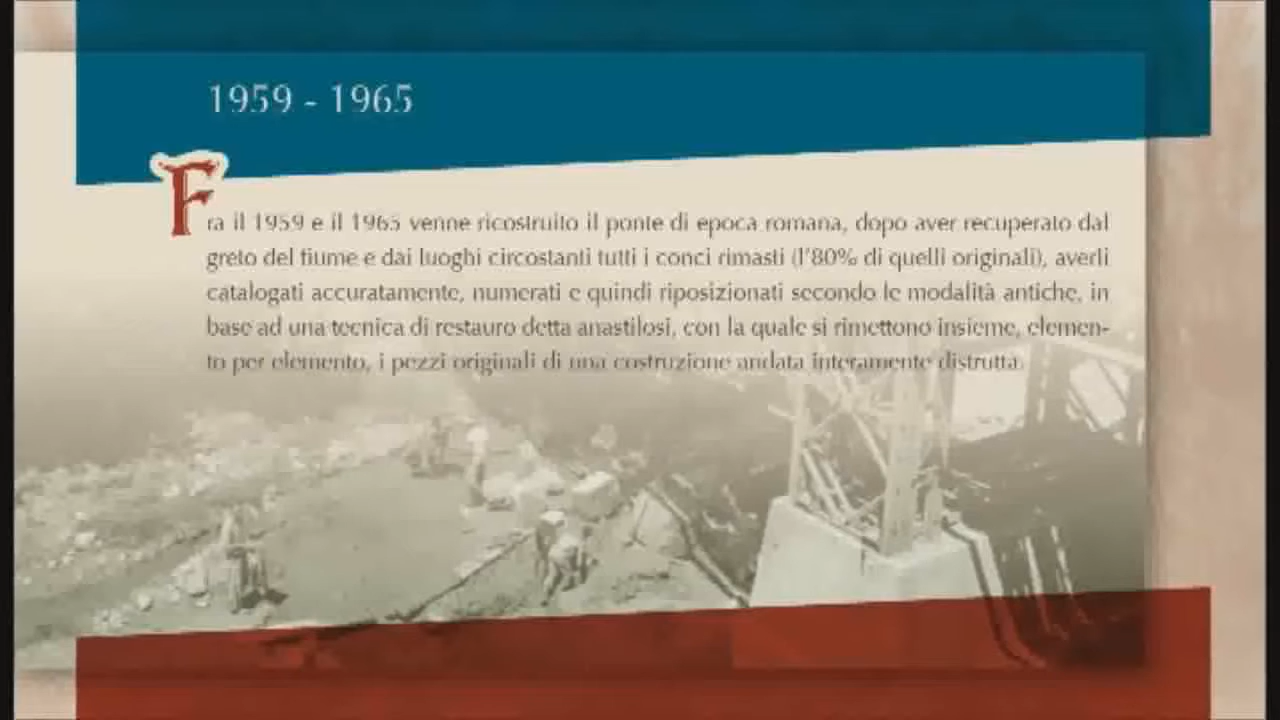 1959 - 1965
Fra il 1959 e il 1965 venne ricostruito il ponte di epoca romana, dopo aver recuperato dal
greto del fiume e dai luoghi circostanti tutti i conci rimasti (l'80% di quelli originali), averli
catalogati accuratamente, numerati e quindi riposizionati secondo le modalità antiche, in
base ad una tecnica di restauro detta anastilosi, con la quale si rimettono insieme, elemen-
to per elemento, i pezzi originali di una costruzione andata interamente distrutta.